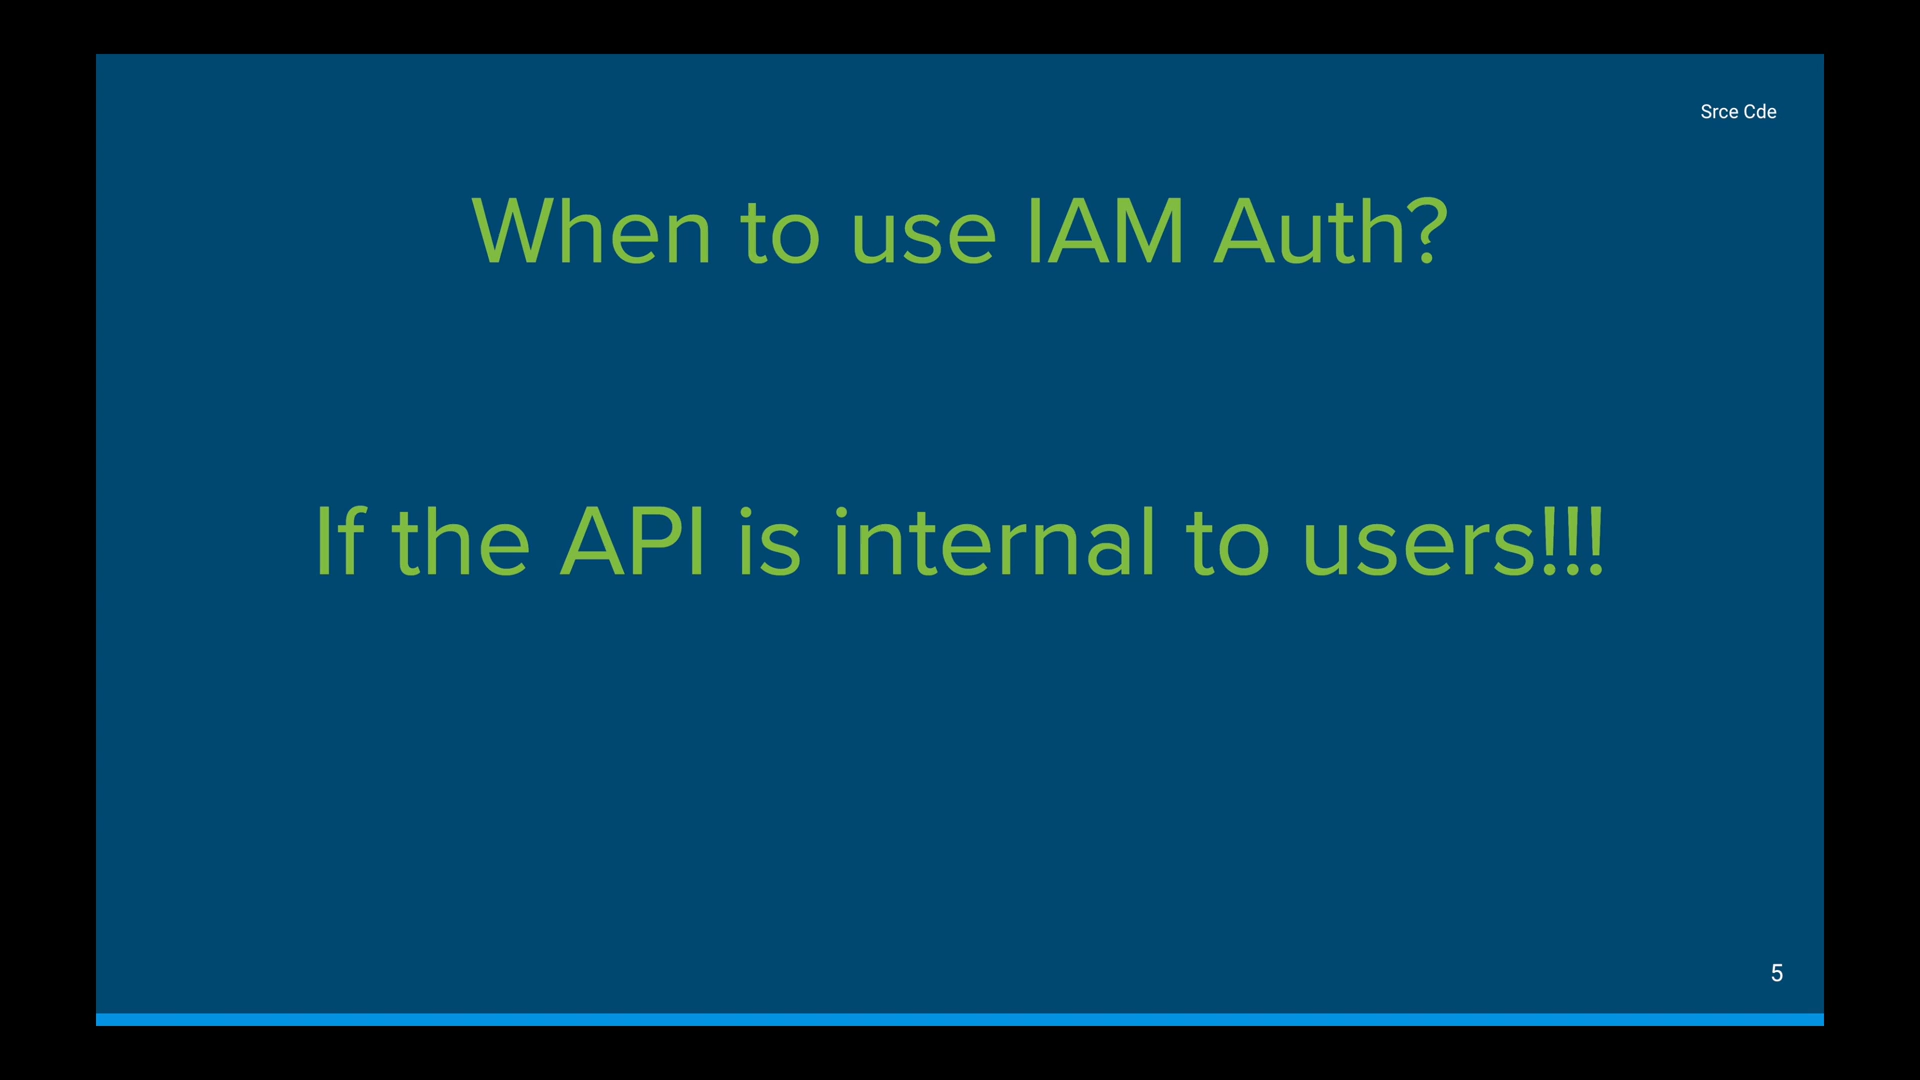 Srce Cde
When to use IAM Auth?
If the API is internal to users!!!
5